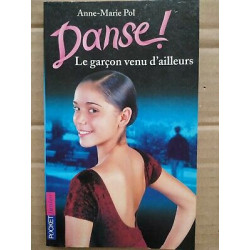 Anne-Marie Pol
Danse!
Le garçon venu d'ailleurs
POCKET